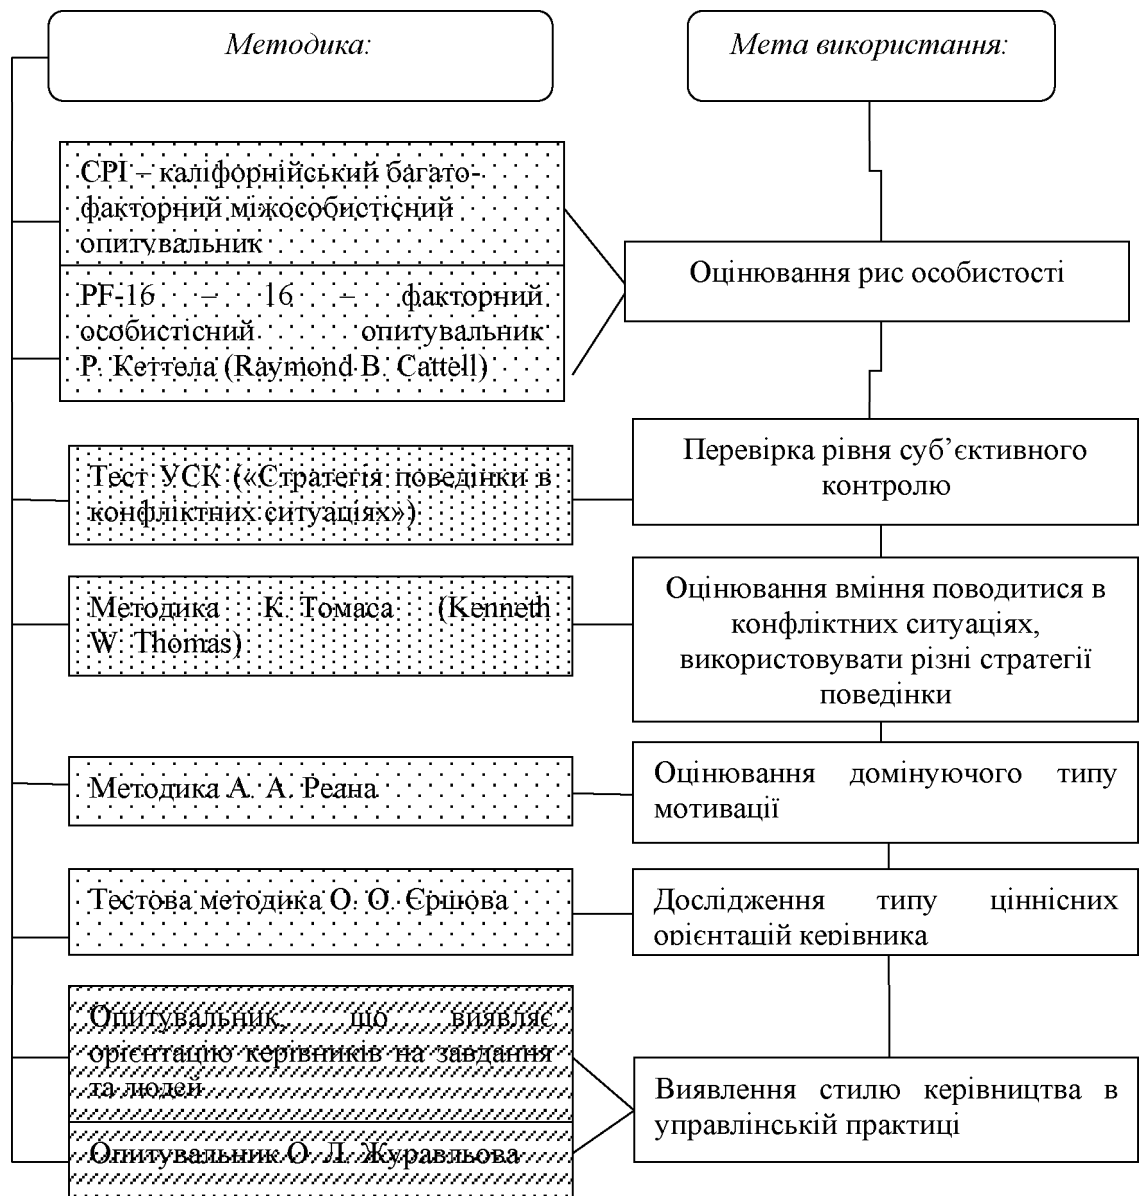 Методика:
Мета використання:
CPI – каліфорнійський багато-
факторний міжособистісний
опитувальник
PF-16 – 16 – факторний
особистісний опитувальник
Р. Кеттела (Raymond B. Cattell)
Оцінювання рис особистості
Тест УСК («Стратегія поведінки в
конфліктних ситуаціях»)
Перевірка рівня суб’єктивного
контролю
Методика К. Томаса (Kenneth
W. Thomas)
Оцінювання вміння поводитися в
конфліктних ситуаціях,
використовувати різні стратегії
поведінки
Методика А. А. Реана
Оцінювання домінуючого типу
мотивації
Тестова методика О. О. Єршова
Дослідження типу ціннісних
орієнтацій керівника
Опитувальник, що виявляє
орієнтацію керівників на завдання
та людей
Опитувальник О. Л. Журавльова
Виявлення стилю керівництва в
управлінській практиці